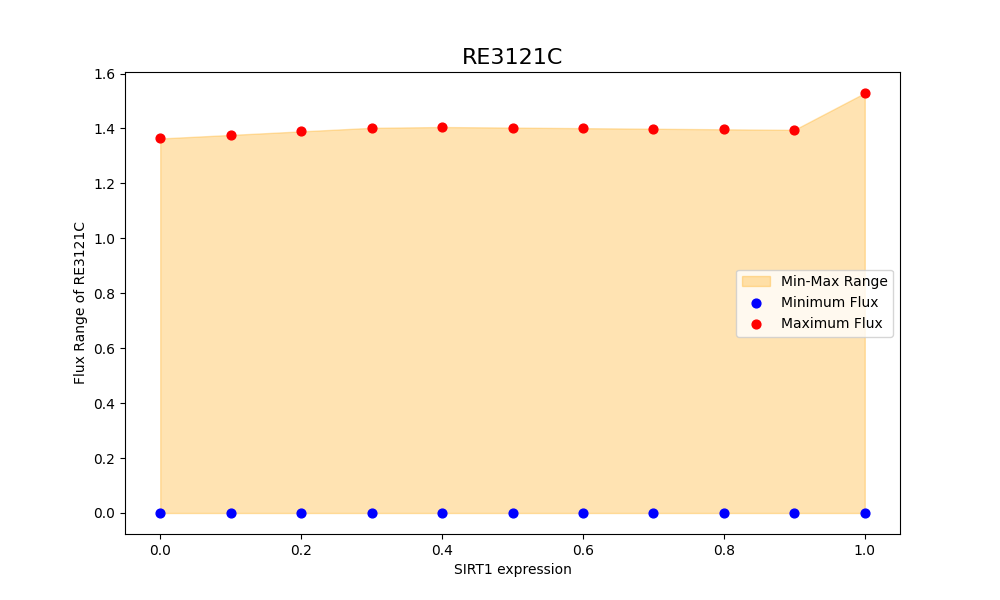 RE3121C
1.6
1.4
1.2
1.0
0.8
0.6
0.4
0.2
0.0
Flux Range of RE3121C
Min-Max Range
Minimum Flux
Maximum Flux
0.0 0.2 0.4 0.6 0.8 1.0
SIRT1 expression